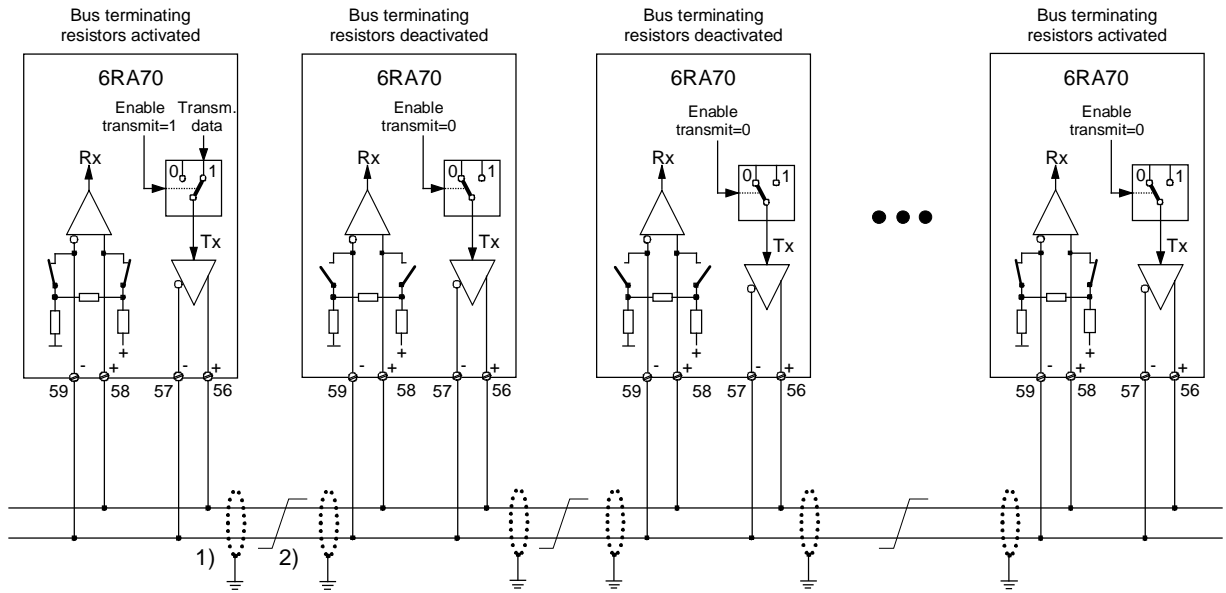 Bus terminating
resistors activated
Bus terminating
resistors deactivated
Bus terminating
resistors deactivated
Bus terminating
resistors activated
6RA70
6RA70
6RA70
6RA70
Enable
transmit=1
Transm.
data
Enable
transmit=0
Enable
transmit=0
Enable
transmit=0
Rx
0
1
Rx
0
1
Rx
0
1
Rx
0
1
Tx
Tx
Tx
Tx
+
+
+
+
- + - +
- + - +
- + - +
- + - +
59 58 57 56
59 58 57 56
59 58 57 56
59 58 57 56
1)
2)